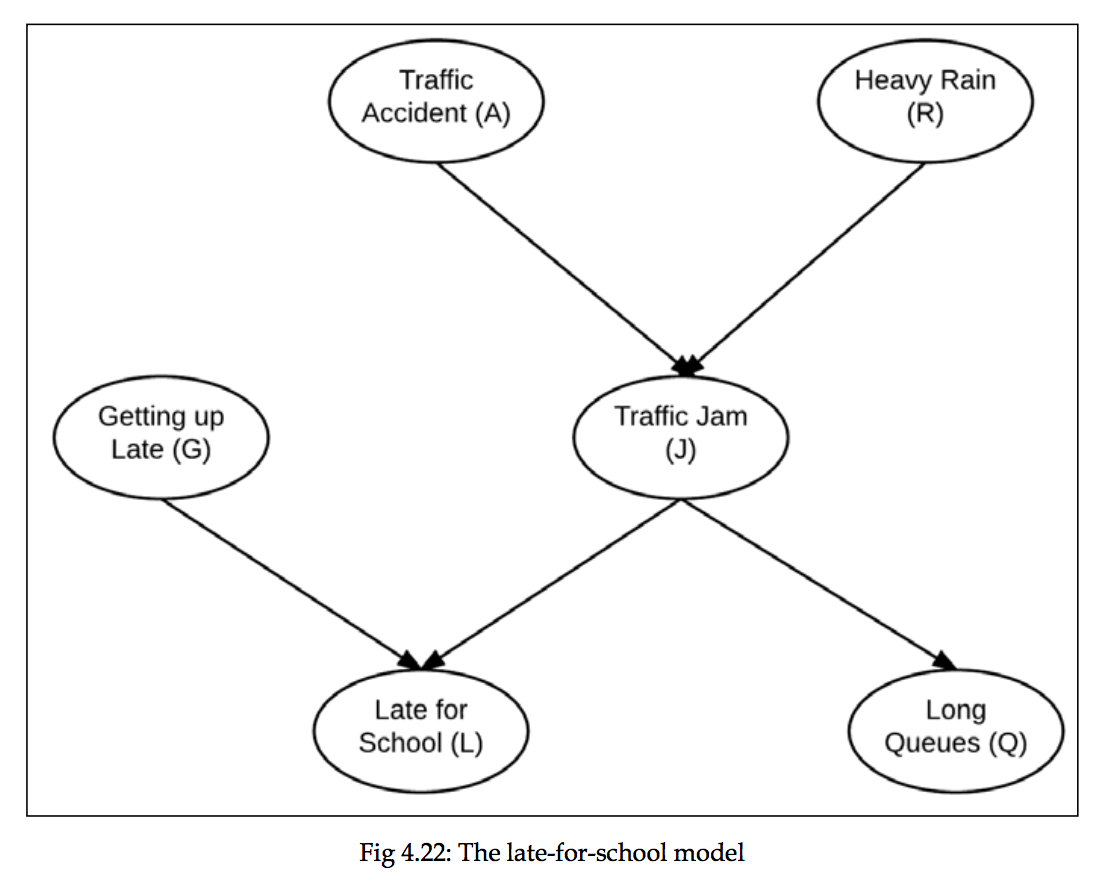 Traffic
Accident (A)
Heavy Rain
(R)
Getting up
Late (G)
Traffic Jam
(J)
Late for
School (L)
Long
Queues (Q)
Fig 4.22: The late-for-school model